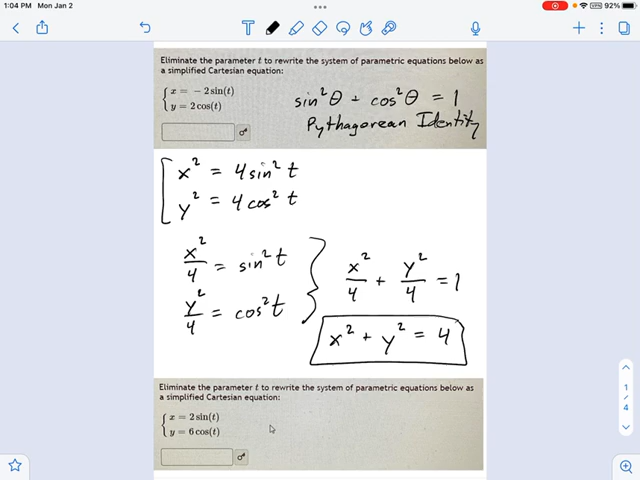 1:04 PM Mon Jan 2
92%
T
Eliminate the parameter t to rewrite the system of parametric equations below as
a simplified Cartesian equation:
x = − 2 sin(t)
y = 2 cos(t)
sin²θ + cos²θ = 1
Pythagorean Identity
x² = 4 sin² t
y² = 4 cos² t
x²/4 = sin² t
y²/4 = cos² t
x²/4 + y²/4 = 1
x² + y² = 4
Eliminate the parameter t to rewrite the system of parametric equations below as
a simplified Cartesian equation:
x = 2 sin(t)
y = 6 cos(t)
1
/
4